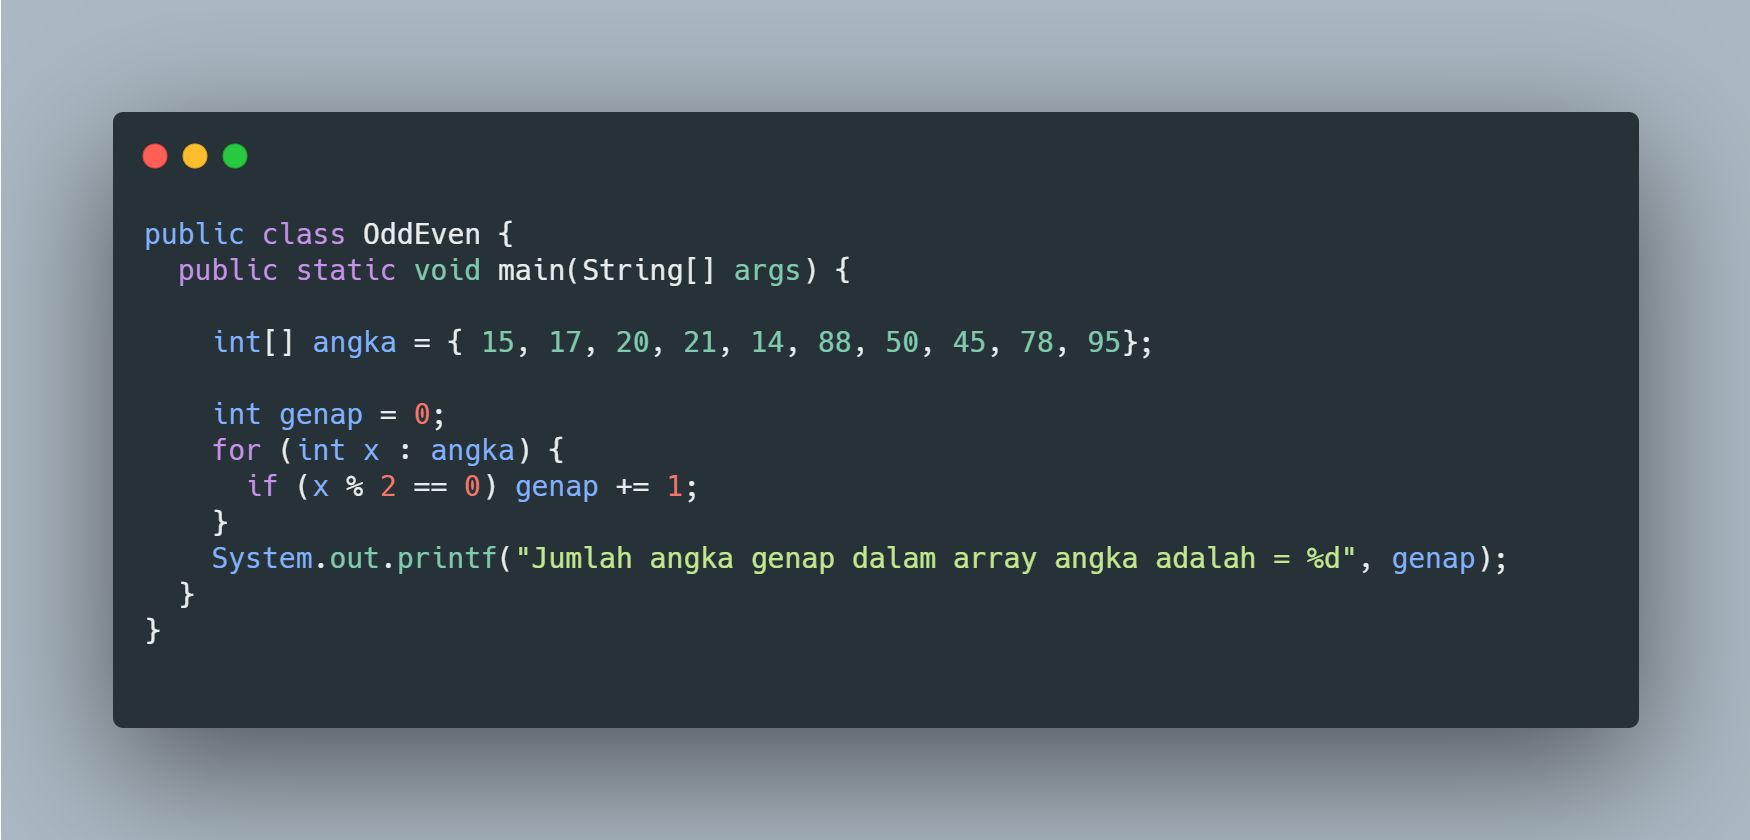 public class OddEven {
  public static void main(String[] args) {

    int[] angka = { 15, 17, 20, 21, 14, 88, 50, 45, 78, 95};

    int genap = 0;
    for (int x : angka) {
      if (x % 2 == 0) genap += 1;
    }
    System.out.printf("Jumlah angka genap dalam array angka adalah = %d", genap);
  }
}